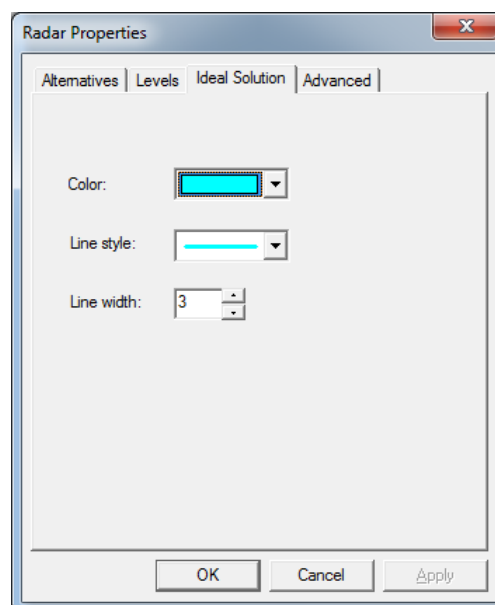 Radar Properties
Alternatives Levels Ideal Solution Advanced
Color:
Line style:
Line width: 3
OK Cancel Apply